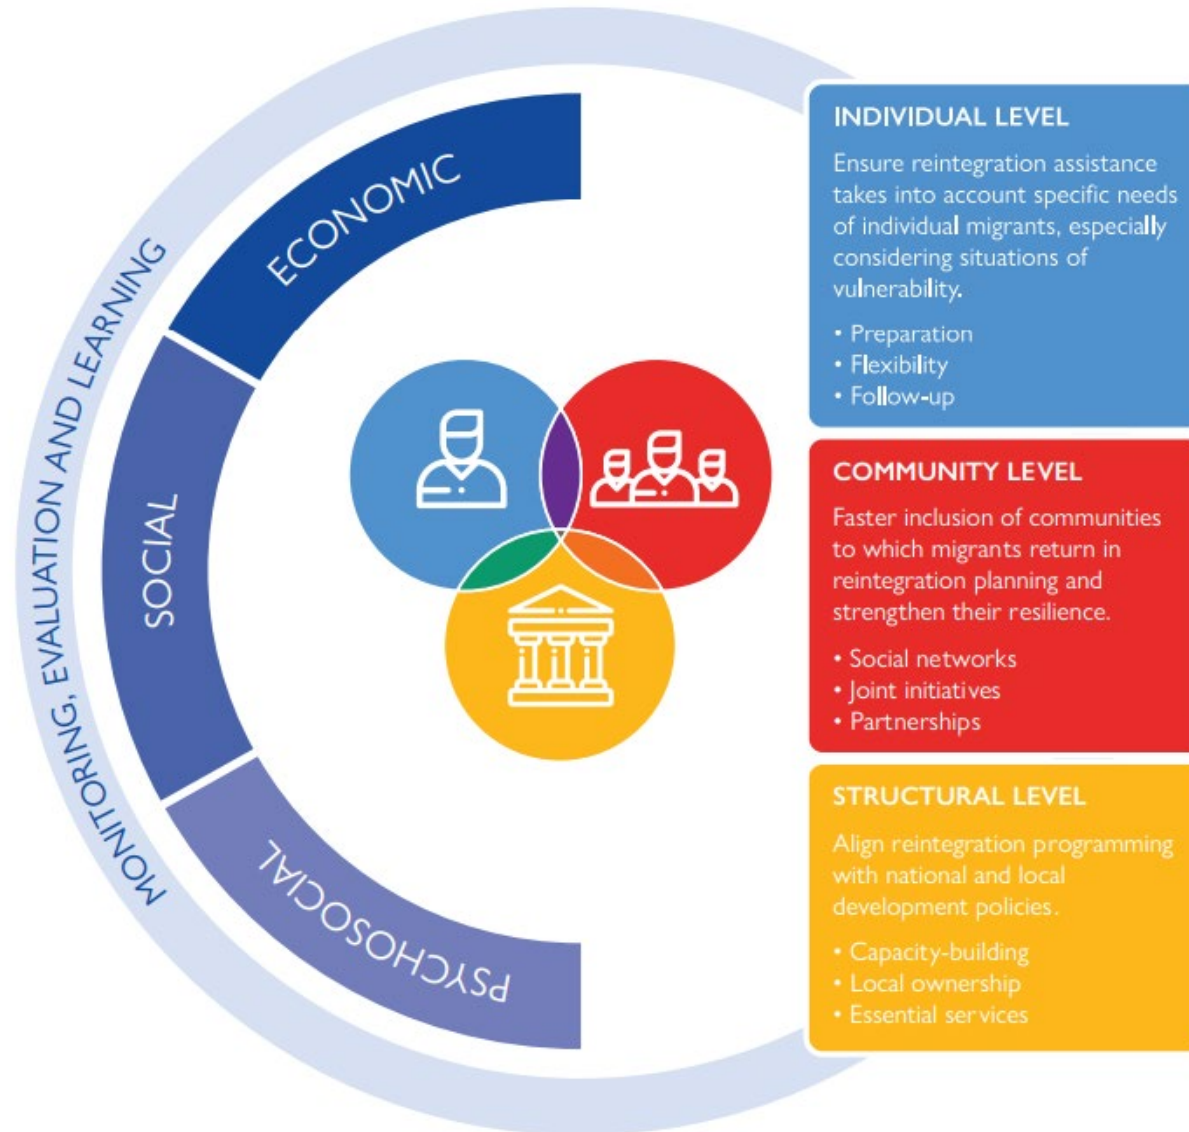 MONITORING, EVALUATION AND LEARNING
ECONOMIC
SOCIAL
PSYCHOSOCIAL
INDIVIDUAL LEVEL
Ensure reintegration assistance
takes into account specific needs
of individual migrants, especially
considering situations of
vulnerability.
• Preparation
• Flexibility
• Follow-up
COMMUNITY LEVEL
Faster inclusion of communities
to which migrants return in
reintegration planning and
strengthen their resilience.
• Social networks
• Joint initiatives
• Partnerships
STRUCTURAL LEVEL
Align reintegration programming
with national and local
development policies.
• Capacity-building
• Local ownership
• Essential services